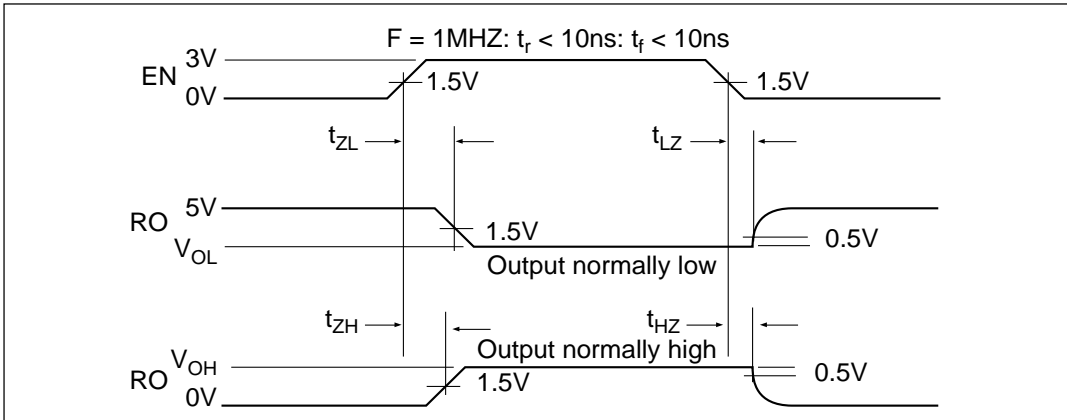 F = 1MHZ: tr < 10ns: tf < 10ns
3V
EN
1.5V
1.5V
0V
tZL
tLZ
5V
RO
1.5V
0.5V
VOL
Output normally low
tZH
tHZ
Output normally high
VOH
RO
1.5V
0.5V
0V